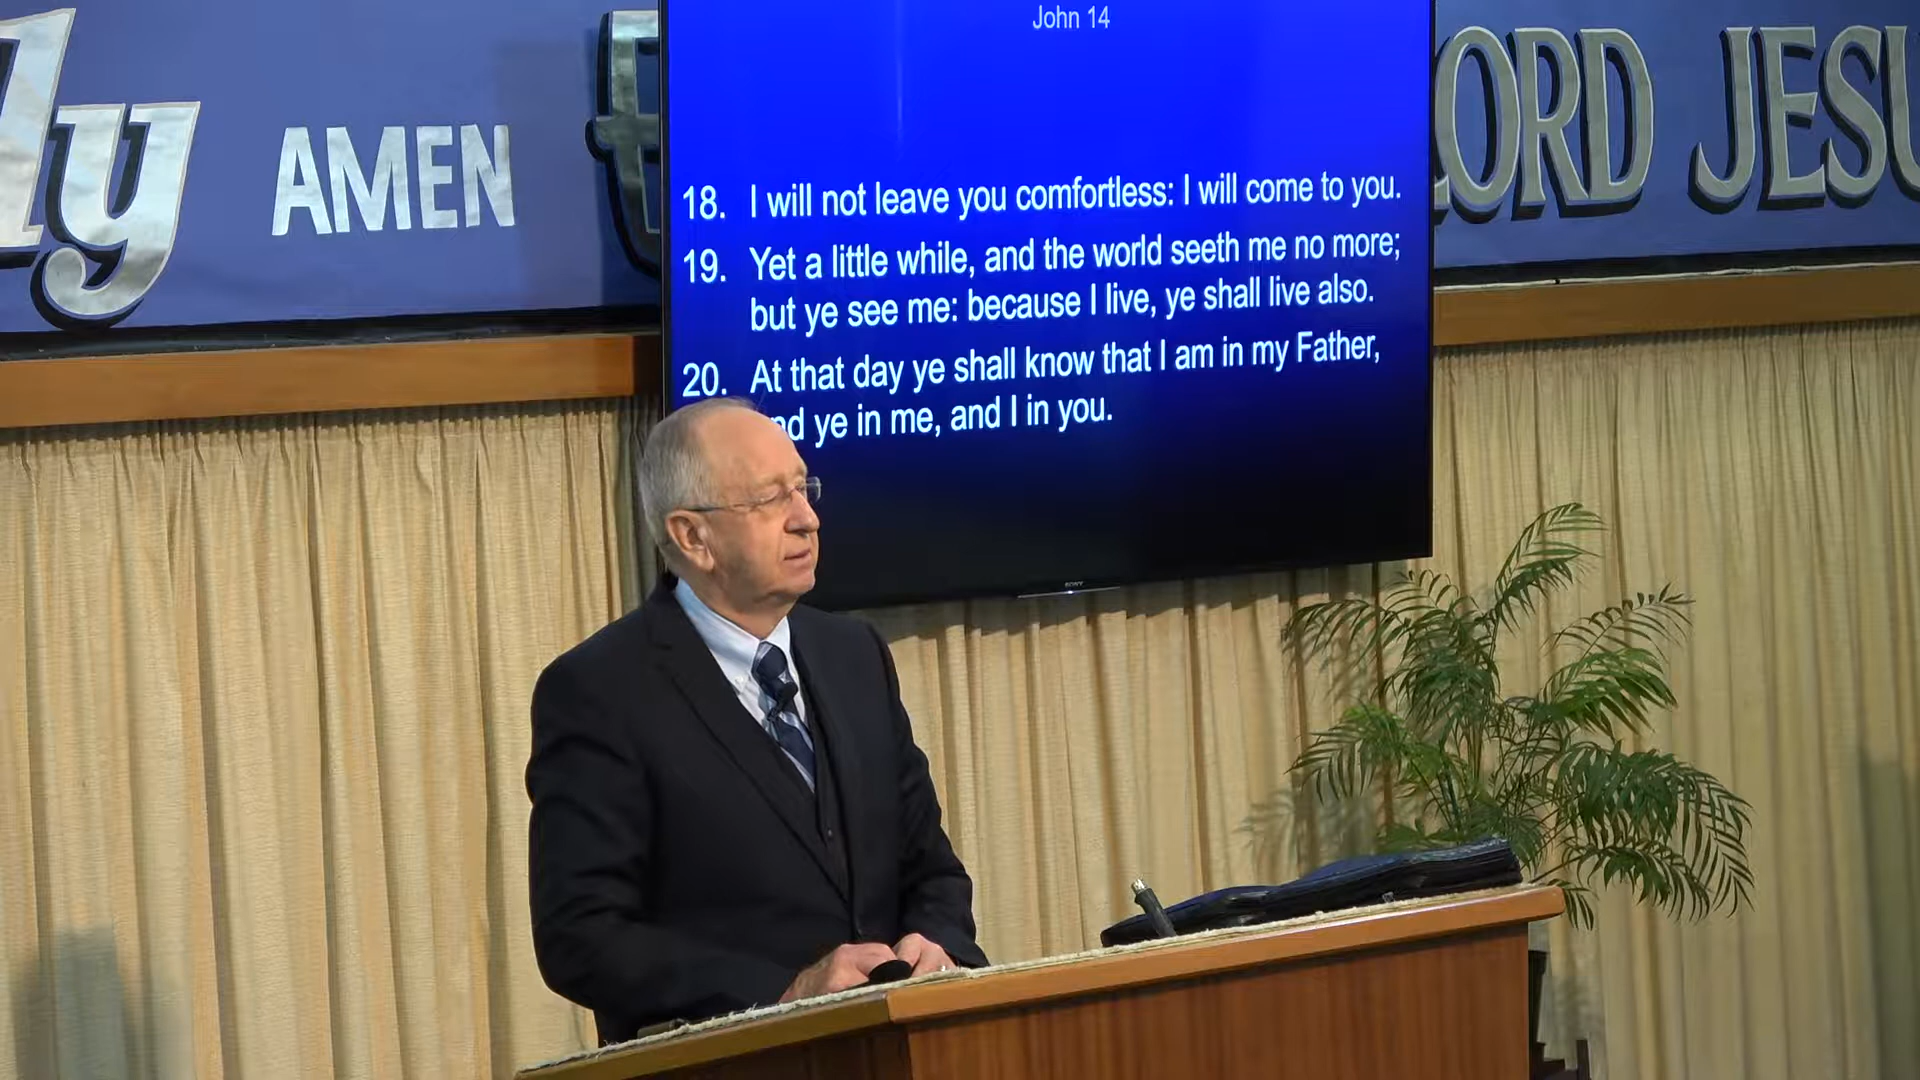 John 14
ly AMEN
LORD JESU
18. I will not leave you comfortless: I will come to you.
19. Yet a little while, and the world seeth me no more;
but ye see me: because I live, ye shall live also.
20. At that day ye shall know that I am in my Father,
ye in me, and I in you.
SONY